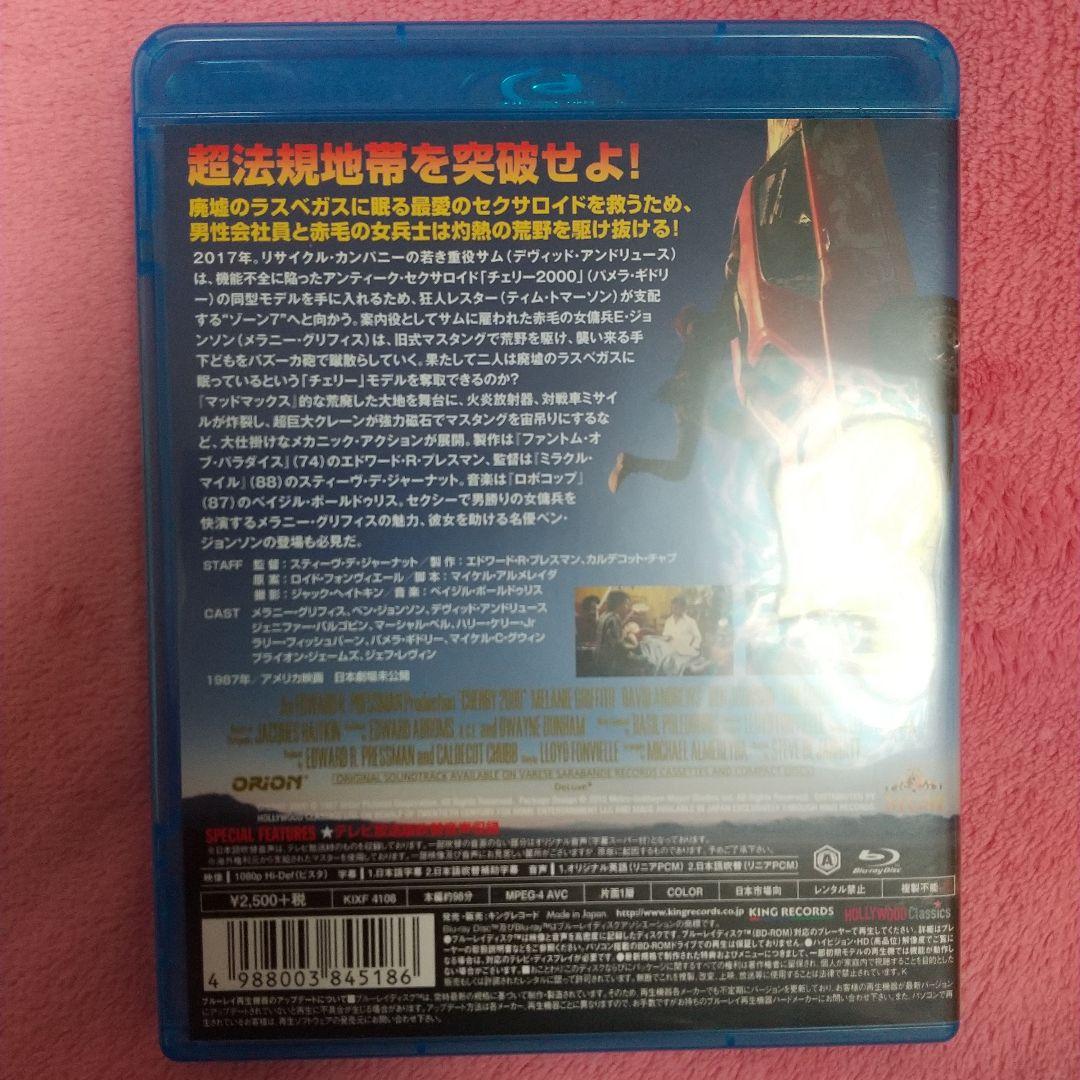 超法規地帯を突破せよ!
廃墟のラスベガスに眠る最愛のセクサロイドを救うため、
男性会社員と赤毛の女兵士は灼熱の荒野を駆け抜ける!
2017年。リサイクル・カンパニーの若き重役サム(デヴィッド・アンドリュース)
は、機能不全に陥ったアンティーク・セクサロイド「チェリー2000」(パメラ・ギドリ
ー)の同型モデルを手に入れるため、狂人レスター(ティム・トマーソン)が支配
する"ゾーン7"へと向かう。案内役としてサムに雇われた赤毛の女傭兵E・ジョ
ンソン(メラニー・グリフィス)は、旧式マスタングで荒野を駆け、襲い来る手
下どもをバズーカ砲で蹴散らしていく。果たして二人は廃墟のラスベガスに
眠っているという「チェリー」モデルを奪取できるのか?
『マッドマックス』的な荒廃した大地を舞台に、火炎放射器、対戦車ミサイ
ルが炸裂し、超巨大クレーンが強力磁石でマスタングを宙吊りにするな
ど、大仕掛けなメカニック・アクションが展開。製作は『ファントム・オ
ブ・パラダイス』(74)のエドワード・R・プレスマン、監督は『ミラクル・
マイル』(88)のスティーヴ・デ・ジャーナット。音楽は『ロボコップ』
(87)のベイジル・ポールドゥリス。セクシーで男勝りの女傭兵を
快演するメラニー・グリフィスの魅力、彼女を助ける名優ベン・
ジョンソンの登場も必見だ。
STAFF 監督:スティーヴ・デ・ジャーナット/製作:エドワード・R・プレスマン、カルデコット・チャブ
原案:ロイド・フォンヴィエール/脚本:マイケル・アルメレイダ
撮影:ジャック・ヘイトキン/音楽:ベイジル・ポールドゥリス
CAST メラニー・グリフィス、ベン・ジョンソン、デヴィッド・アンドリュース
ジェニファー・バルゴビン、マーシャル・ベル、ハリー・ケリー・Jr
ラリー・フィッシュバーン、パメラ・ギドリー、マイケル・C・グウィン
ブライオン・ジェームズ、ジェフ・レヴィン
1987年/アメリカ映画 日本劇場未公開
An EDWARD R. PRESSMAN Production "CHERRY 2000" MELANIE GRIFFITH DAVID ANDREWS
JACQUES HAITKIN EDWARD ABROMS A.C.E. and DUWAYNE DUNHAM BASIL POLEDOURIS
EDWARD R. PRESSMAN and CALDECOT CHUBB LLOYD FONVIELLE MICHAEL ALMEREYDA
ORION
ORIGINAL SOUNDTRACK AVAILABLE ON VARESE SARABANDE RECORDS CASSETTES AND COMPACT DISCS
DeLuxe
SPECIAL FEATURES ★テレビ放送版吹替音声収録
映像 1080p Hi-Def(ビスタ) 字幕 1.日本語字幕 2.日本語吹替補助字幕 音声 1.オリジナル英語(リニアPCM) 2.日本語吹替(リニアPCM)
A
Blu-ray Disc
¥2,500+税 KIXF 4108 本編約98分 MPEG-4 AVC 片面1層 COLOR 日本市場向 レンタル禁止 複製不能
発売・販売:キングレコード Made in Japan http://www.kingrecords.co.jp KING RECORDS HOLLYWOOD Classics
4 988003 845186